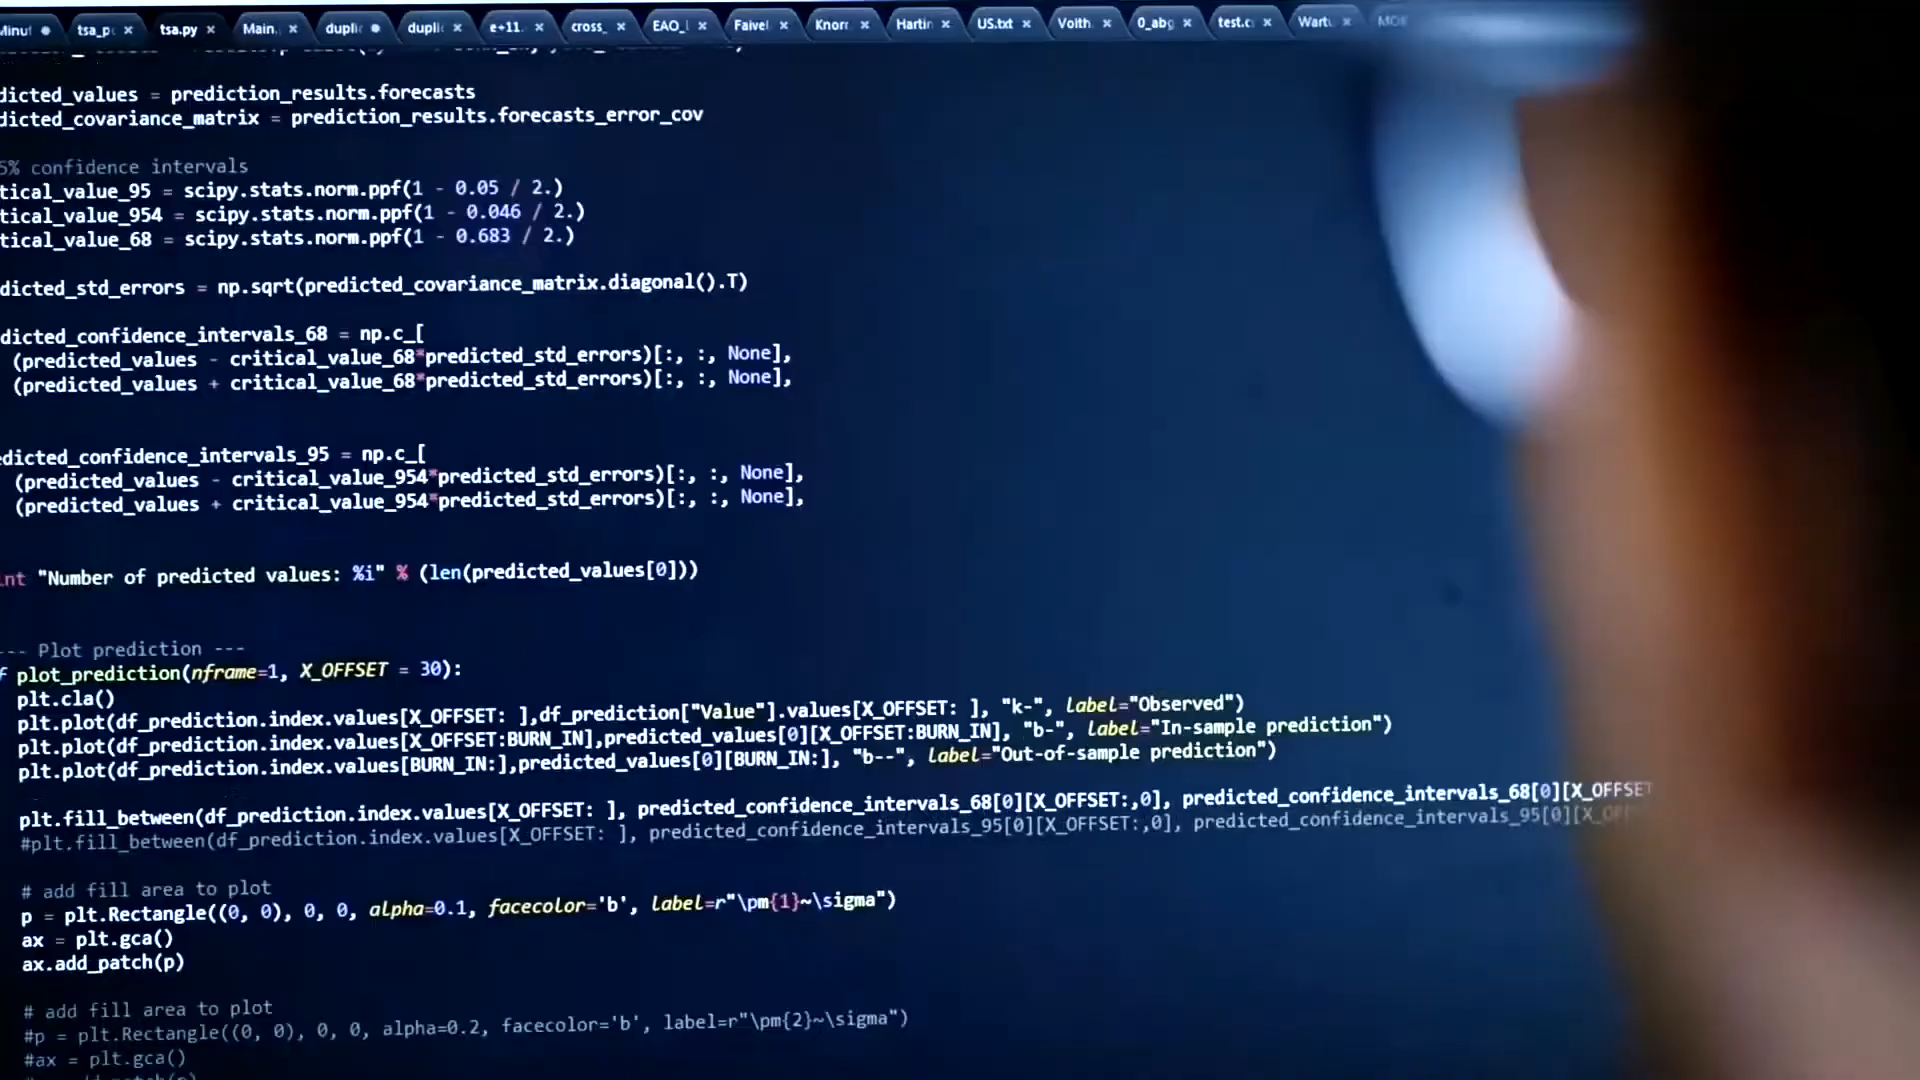 Minut tsa_p tsa.py Main. dupli dupli e+11. cross_ EAO_ Faivel Knorr Hartin US.txt Voith 0_abg test.c Wart
dicted_values = prediction_results.forecasts
dicted_covariance_matrix = prediction_results.forecasts_error_cov
5% confidence intervals
tical_value_95 = scipy.stats.norm.ppf(1 - 0.05 / 2.)
tical_value_954 = scipy.stats.norm.ppf(1 - 0.046 / 2.)
tical_value_68 = scipy.stats.norm.ppf(1 - 0.683 / 2.)
dicted_std_errors = np.sqrt(predicted_covariance_matrix.diagonal().T)
dicted_confidence_intervals_68 = np.c_[
(predicted_values - critical_value_68*predicted_std_errors)[:, :, None],
(predicted_values + critical_value_68*predicted_std_errors)[:, :, None],
edicted_confidence_intervals_95 = np.c_[
(predicted_values - critical_value_954*predicted_std_errors)[:, :, None],
(predicted_values + critical_value_954*predicted_std_errors)[:, :, None],
int "Number of predicted values: %i" % (len(predicted_values[0]))
--- Plot prediction ---
f plot_prediction(nframe=1, X_OFFSET = 30):
plt.cla()
plt.plot(df_prediction.index.values[X_OFFSET: ],df_prediction["Value"].values[X_OFFSET: ], "k-", label="Observed")
plt.plot(df_prediction.index.values[X_OFFSET:BURN_IN],predicted_values[0][X_OFFSET:BURN_IN], "b-", label="In-sample prediction")
plt.plot(df_prediction.index.values[BURN_IN:],predicted_values[0][BURN_IN:], "b--", label="Out-of-sample prediction")
plt.fill_between(df_prediction.index.values[X_OFFSET: ], predicted_confidence_intervals_68[0][X_OFFSET:,0], predicted_confidence_intervals_68[0][X_OFFSET
#plt.fill_between(df_prediction.index.values[X_OFFSET: ], predicted_confidence_intervals_95[0][X_OFFSET:,0], predicted_confidence_intervals_95[0][X_OF
# add fill area to plot
p = plt.Rectangle((0, 0), 0, 0, alpha=0.1, facecolor='b', label=r"\pm{1}~\sigma")
ax = plt.gca()
ax.add_patch(p)
# add fill area to plot
#p = plt.Rectangle((0, 0), 0, 0, alpha=0.2, facecolor='b', label=r"\pm{2}~\sigma")
#ax = plt.gca()